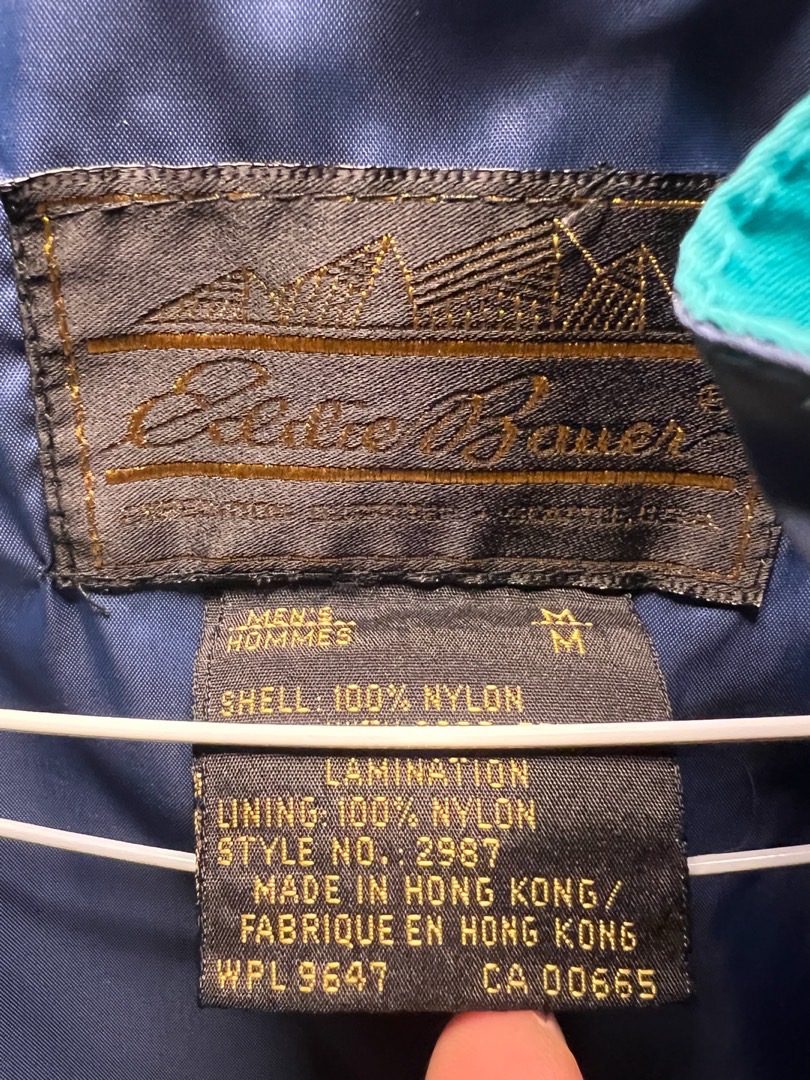 Eddie Bauer®
MEN'S M
HOMMES M
SHELL: 100% NYLON
LAMINATION
LINING: 100% NYLON
STYLE NO.: 2987
MADE IN HONG KONG/
FABRIQUE EN HONG KONG
WPL 9647 CA 00665